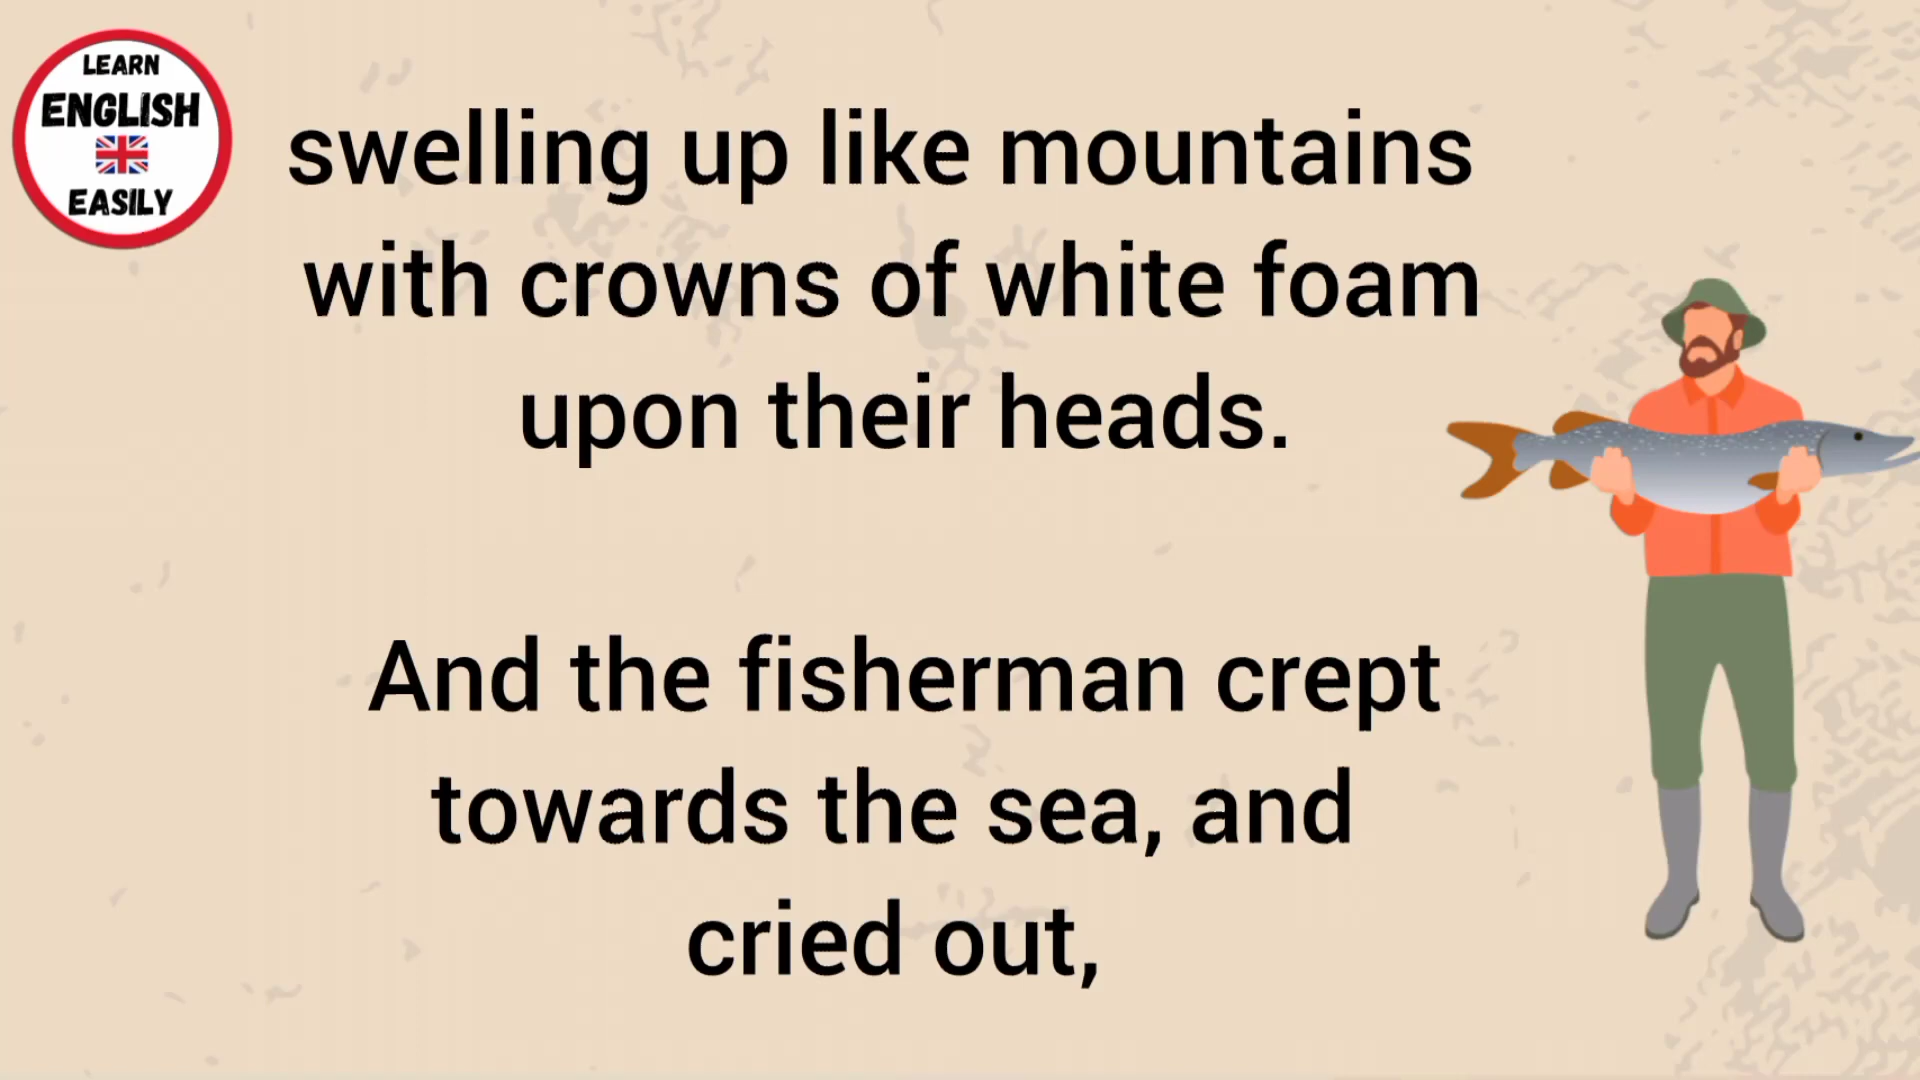 LEARN
ENGLISH
EASILY
swelling up like mountains
with crowns of white foam
upon their heads.
And the fisherman crept
towards the sea, and
cried out,